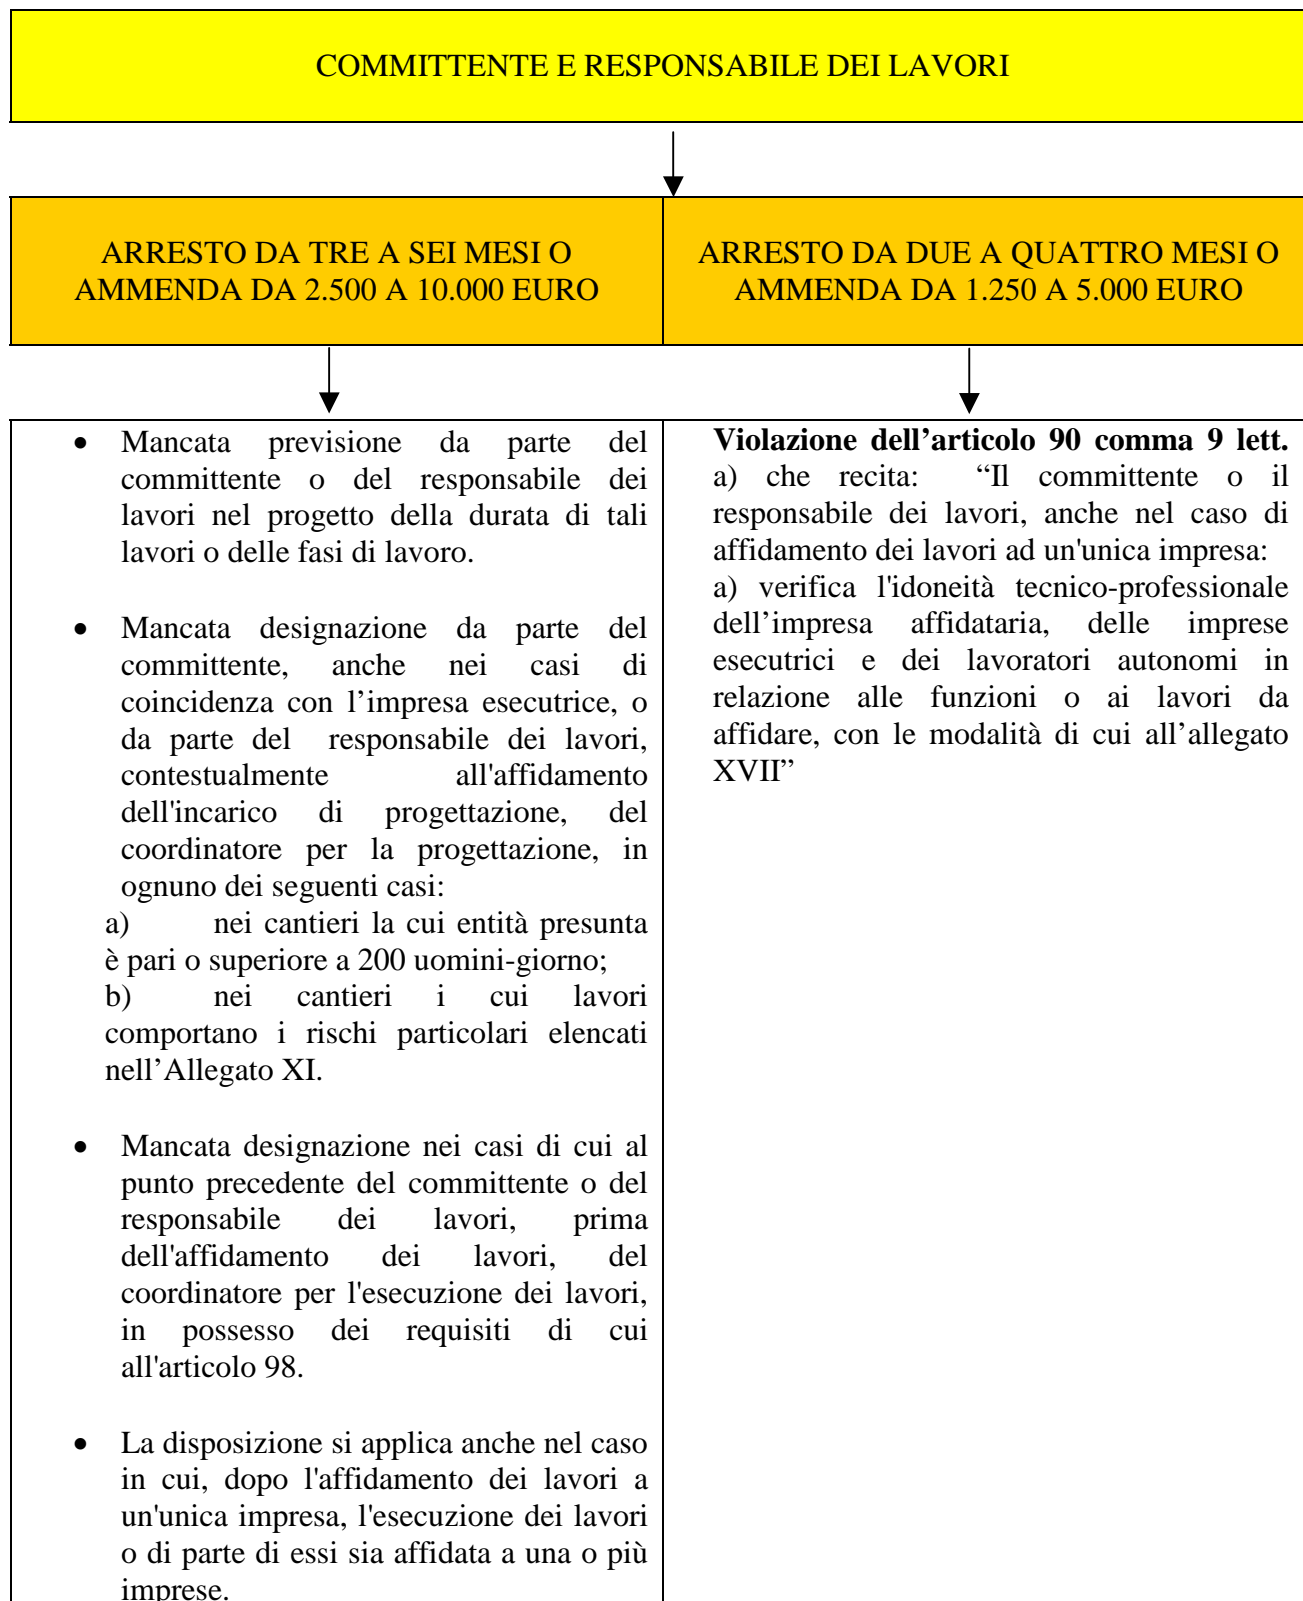 COMMITTENTE E RESPONSABILE DEI LAVORI
ARRESTO DA TRE A SEI MESI O
AMMENDA DA 2.500 A 10.000 EURO
ARRESTO DA DUE A QUATTRO MESI O
AMMENDA DA 1.250 A 5.000 EURO
• Mancata previsione da parte del
committente o del responsabile dei
lavori nel progetto della durata di tali
lavori o delle fasi di lavoro.
• Mancata designazione da parte del
committente, anche nei casi di
coincidenza con l’impresa esecutrice, o
da parte del responsabile dei lavori,
contestualmente all'affidamento
dell'incarico di progettazione, del
coordinatore per la progettazione, in
ognuno dei seguenti casi:
a) nei cantieri la cui entità presunta
è pari o superiore a 200 uomini-giorno;
b) nei cantieri i cui lavori
comportano i rischi particolari elencati
nell’Allegato XI.
• Mancata designazione nei casi di cui al
punto precedente del committente o del
responsabile dei lavori, prima
dell'affidamento dei lavori, del
coordinatore per l'esecuzione dei lavori,
in possesso dei requisiti di cui
all'articolo 98.
• La disposizione si applica anche nel caso
in cui, dopo l'affidamento dei lavori a
un'unica impresa, l'esecuzione dei lavori
o di parte di essi sia affidata a una o più
imprese.
Violazione dell’articolo 90 comma 9 lett.
a) che recita: “Il committente o il
responsabile dei lavori, anche nel caso di
affidamento dei lavori ad un'unica impresa:
a) verifica l'idoneità tecnico-professionale
dell’impresa affidataria, delle imprese
esecutrici e dei lavoratori autonomi in
relazione alle funzioni o ai lavori da
affidare, con le modalità di cui all’allegato
XVII”